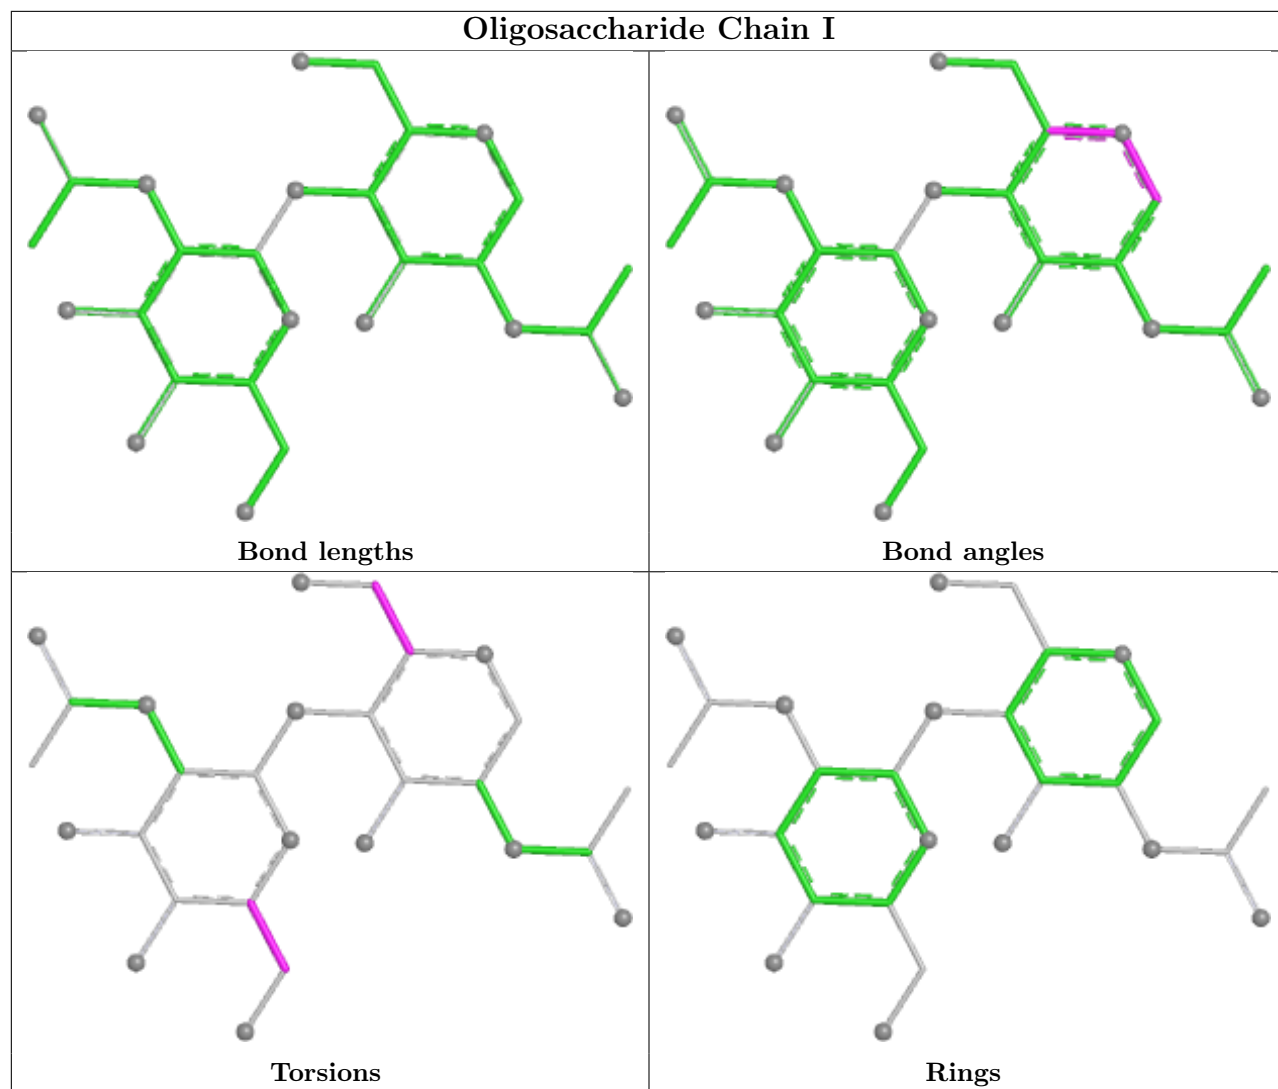 Oligosaccharide Chain I
Bond lengths
Bond angles
Torsions
Rings